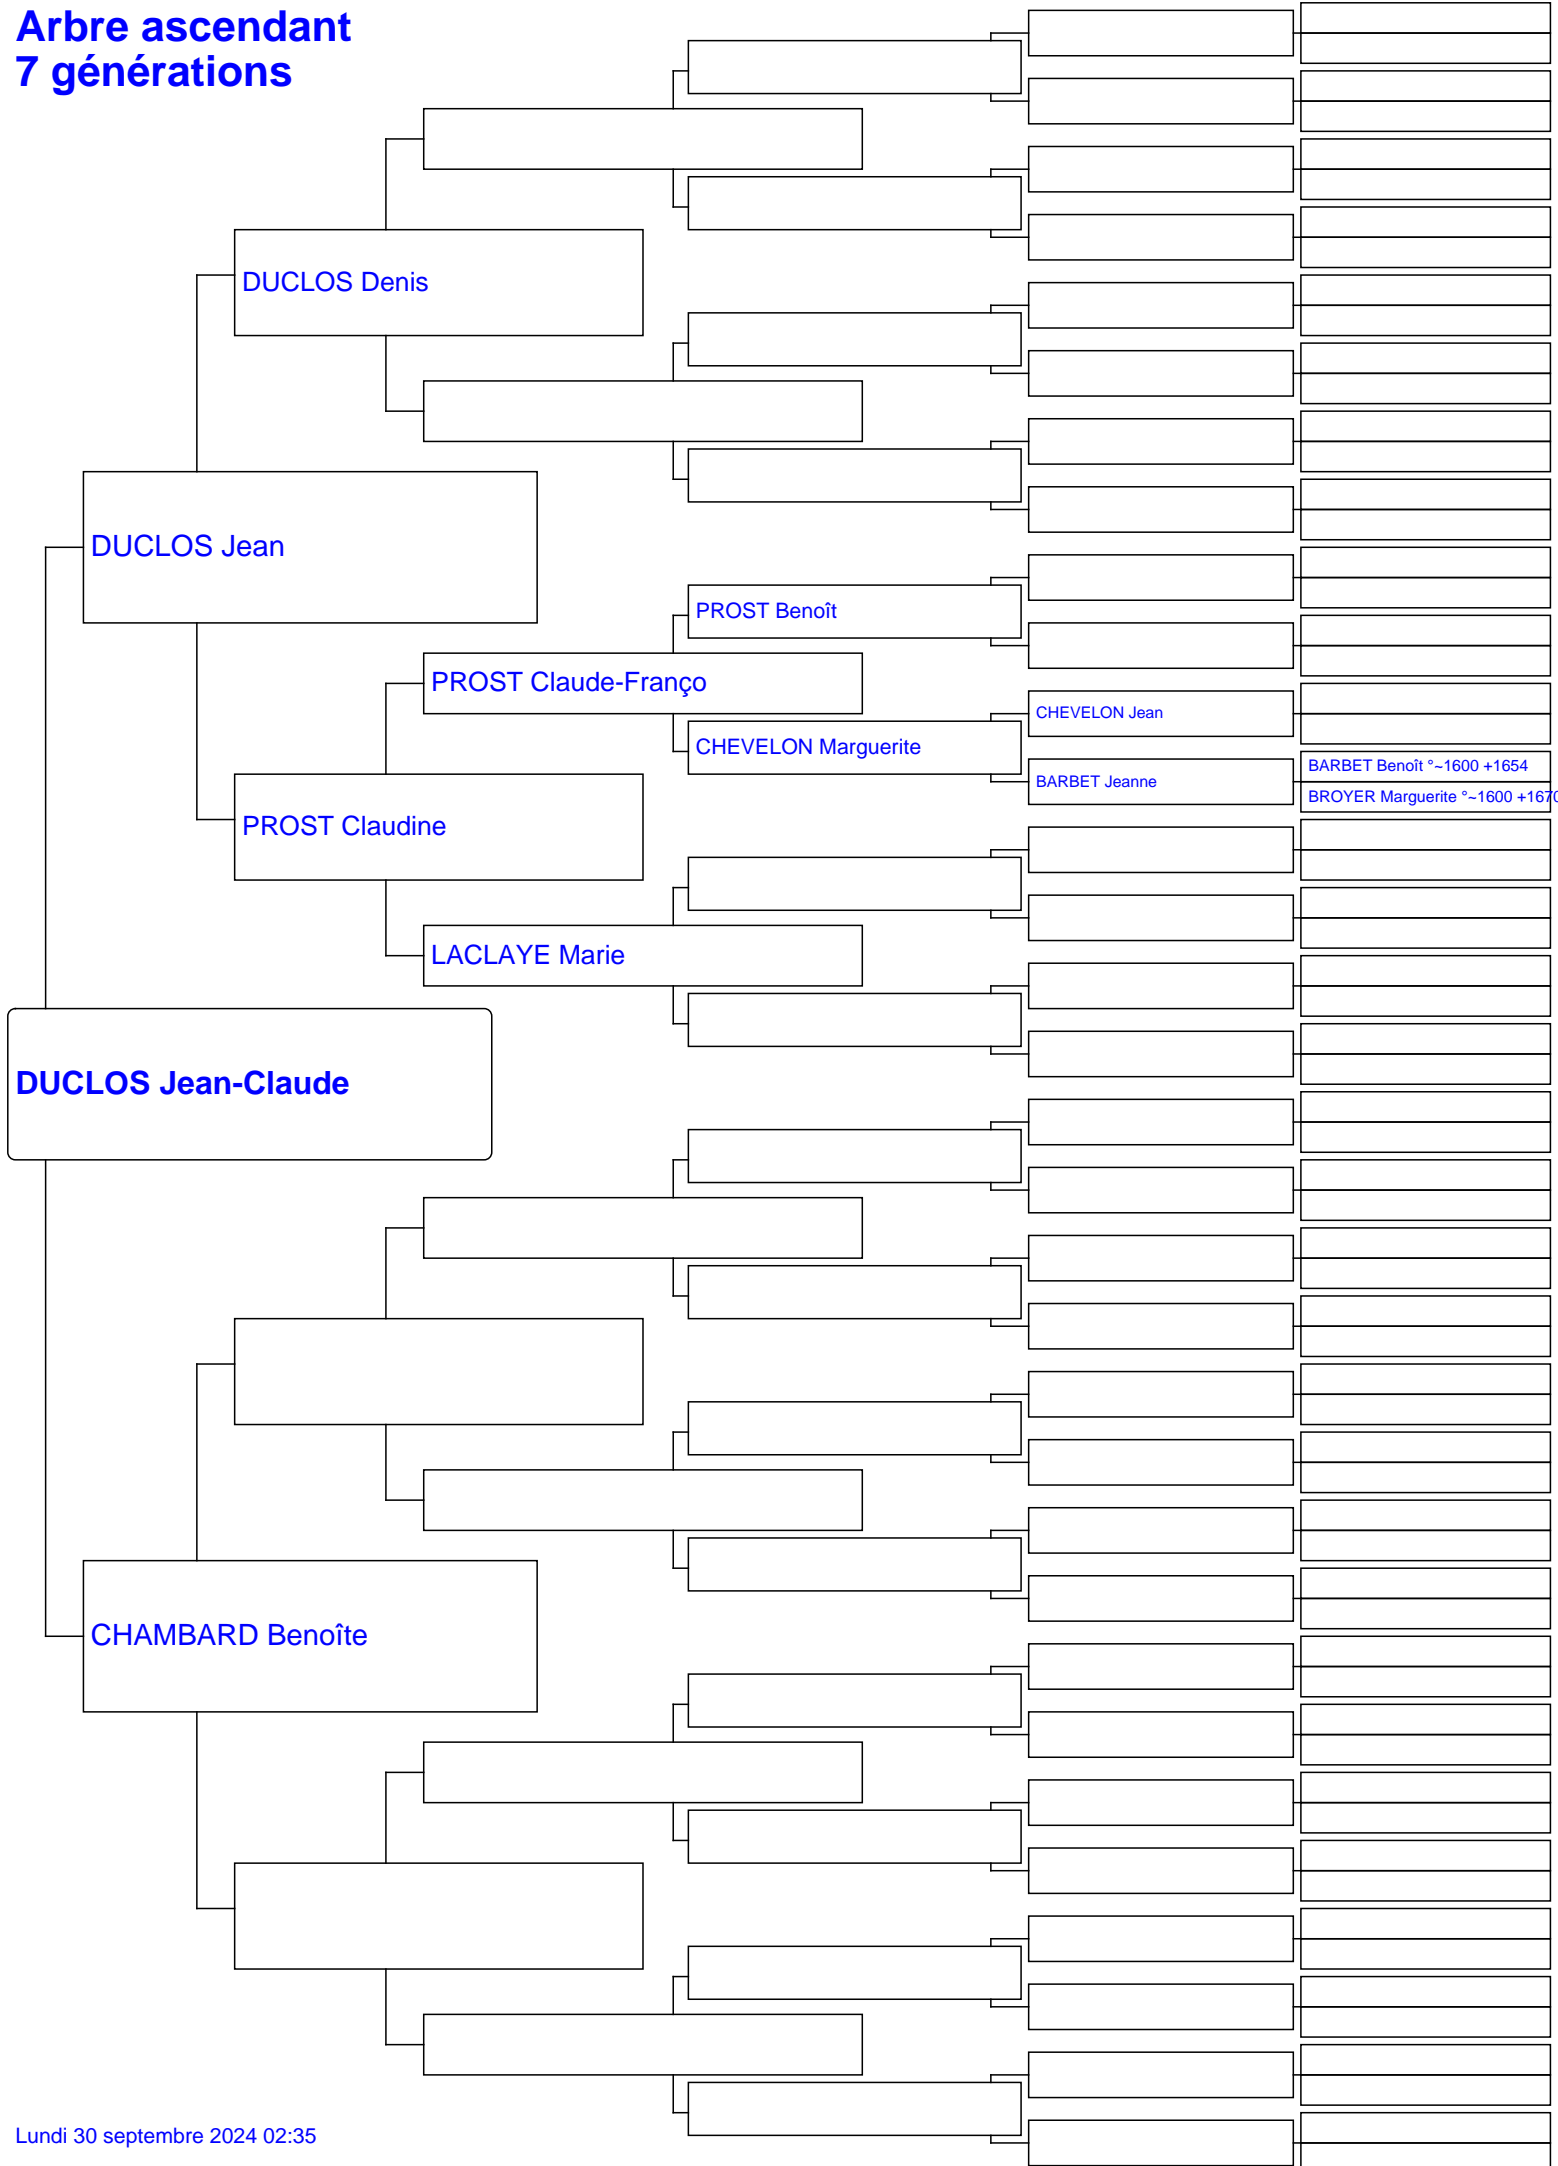 Arbre ascendant
7 générations
DUCLOS Denis
DUCLOS Jean
PROST Benoît
PROST Claude-Franço
CHEVELON Jean
CHEVELON Marguerite
BARBET Benoît °~1600 +1654
BARBET Jeanne
BROYER Marguerite °~1600 +1670
PROST Claudine
LACLAYE Marie
DUCLOS Jean-Claude
CHAMBARD Benoîte
Lundi 30 septembre 2024 02:35